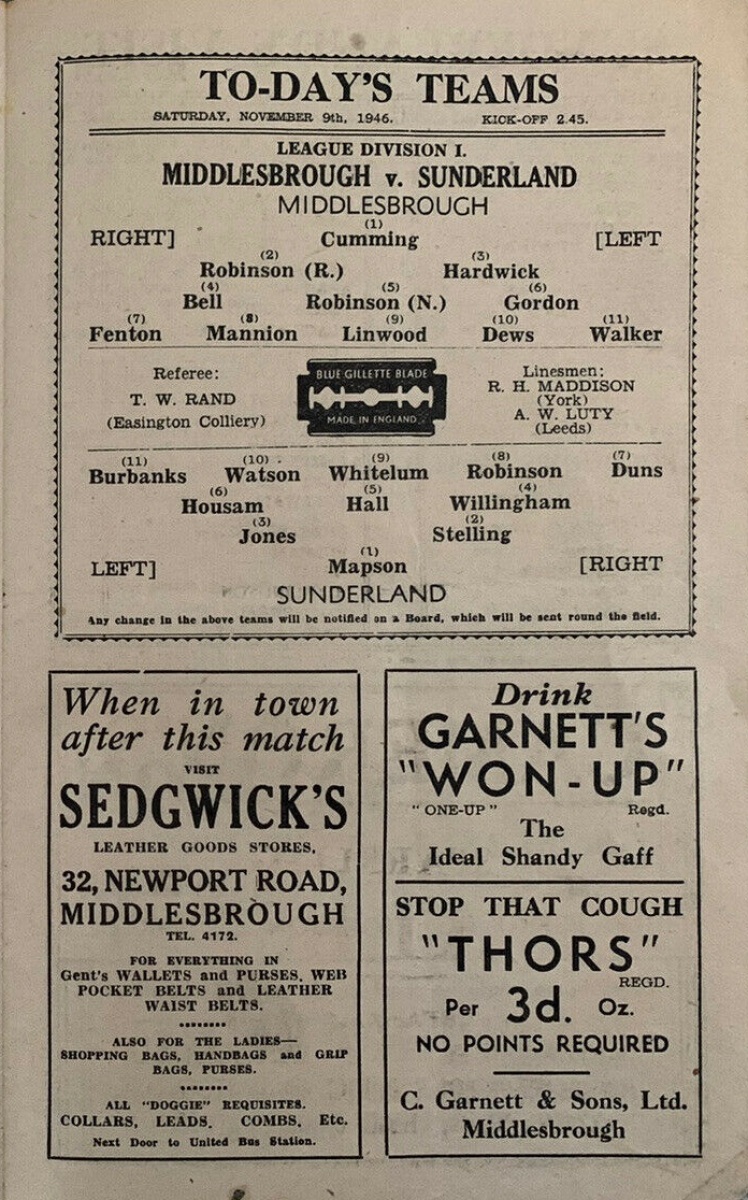 TO-DAY'S TEAMS
SATURDAY, NOVEMBER 9th, 1946. KICK-OFF 2.45.
LEAGUE DIVISION I.
MIDDLESBROUGH v. SUNDERLAND
MIDDLESBROUGH
(1)
RIGHT] Cumming [LEFT
(2) (3)
Robinson (R.) Hardwick
(4) (5) (6)
Bell Robinson (N.) Gordon
(7) (8) (9) (10) (11)
Fenton Mannion Linwood Dews Walker
Referee:
T. W. RAND
(Easington Colliery)
BLUE GILLETTE BLADE
MADE IN ENGLAND
Linesmen:
R. H. MADDISON
(York)
A. W. LUTY
(Leeds)
(11) (10) (9) (8) (7)
Burbanks Watson Whitelum Robinson Duns
(6) (5) (4)
Housam Hall Willingham
(3) (2)
Jones Stelling
(1)
LEFT] Mapson [RIGHT
SUNDERLAND
Any change in the above teams will be notified on a Board, which will be sent round the field.
When in town
after this match
VISIT
SEDGWICK'S
LEATHER GOODS STORES,
32, NEWPORT ROAD,
MIDDLESBROUGH
TEL. 4172.
FOR EVERYTHING IN
Gent's WALLETS and PURSES, WEB
POCKET BELTS and LEATHER
WAIST BELTS.
ALSO FOR THE LADIES—
SHOPPING BAGS, HANDBAGS and GRIP
BAGS, PURSES.
ALL "DOGGIE" REQUISITES.
COLLARS, LEADS, COMBS, Etc.
Next Door to United Bus Station.
Drink
GARNETT'S
"WON-UP"
"ONE-UP" Regd.
The
Ideal Shandy Gaff
STOP THAT COUGH
"THORS"
REGD.
Per 3d. Oz.
NO POINTS REQUIRED
C. Garnett & Sons, Ltd.
Middlesbrough